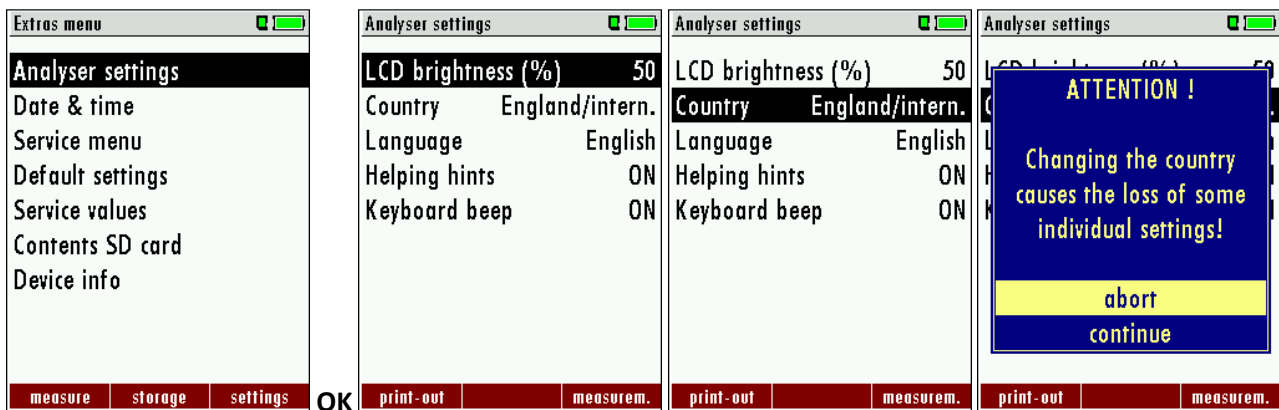 Extras menu
Analyser settings
Date & time
Service menu
Default settings
Service values
Contents SD card
Device info
measure storage settings
OK
Analyser settings
LCD brightness (%) 50
Country England/intern.
Language English
Helping hints ON
Keyboard beep ON
print-out measurem.
Analyser settings
LCD brightness (%) 50
Country England/intern.
Language English
Helping hints ON
Keyboard beep ON
print-out measurem.
Analyser settings
ATTENTION !
Changing the country
causes the loss of some
individual settings!
abort
continue
print-out measurem.